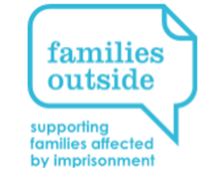 families
outside
supporting
families affected
by imprisonment